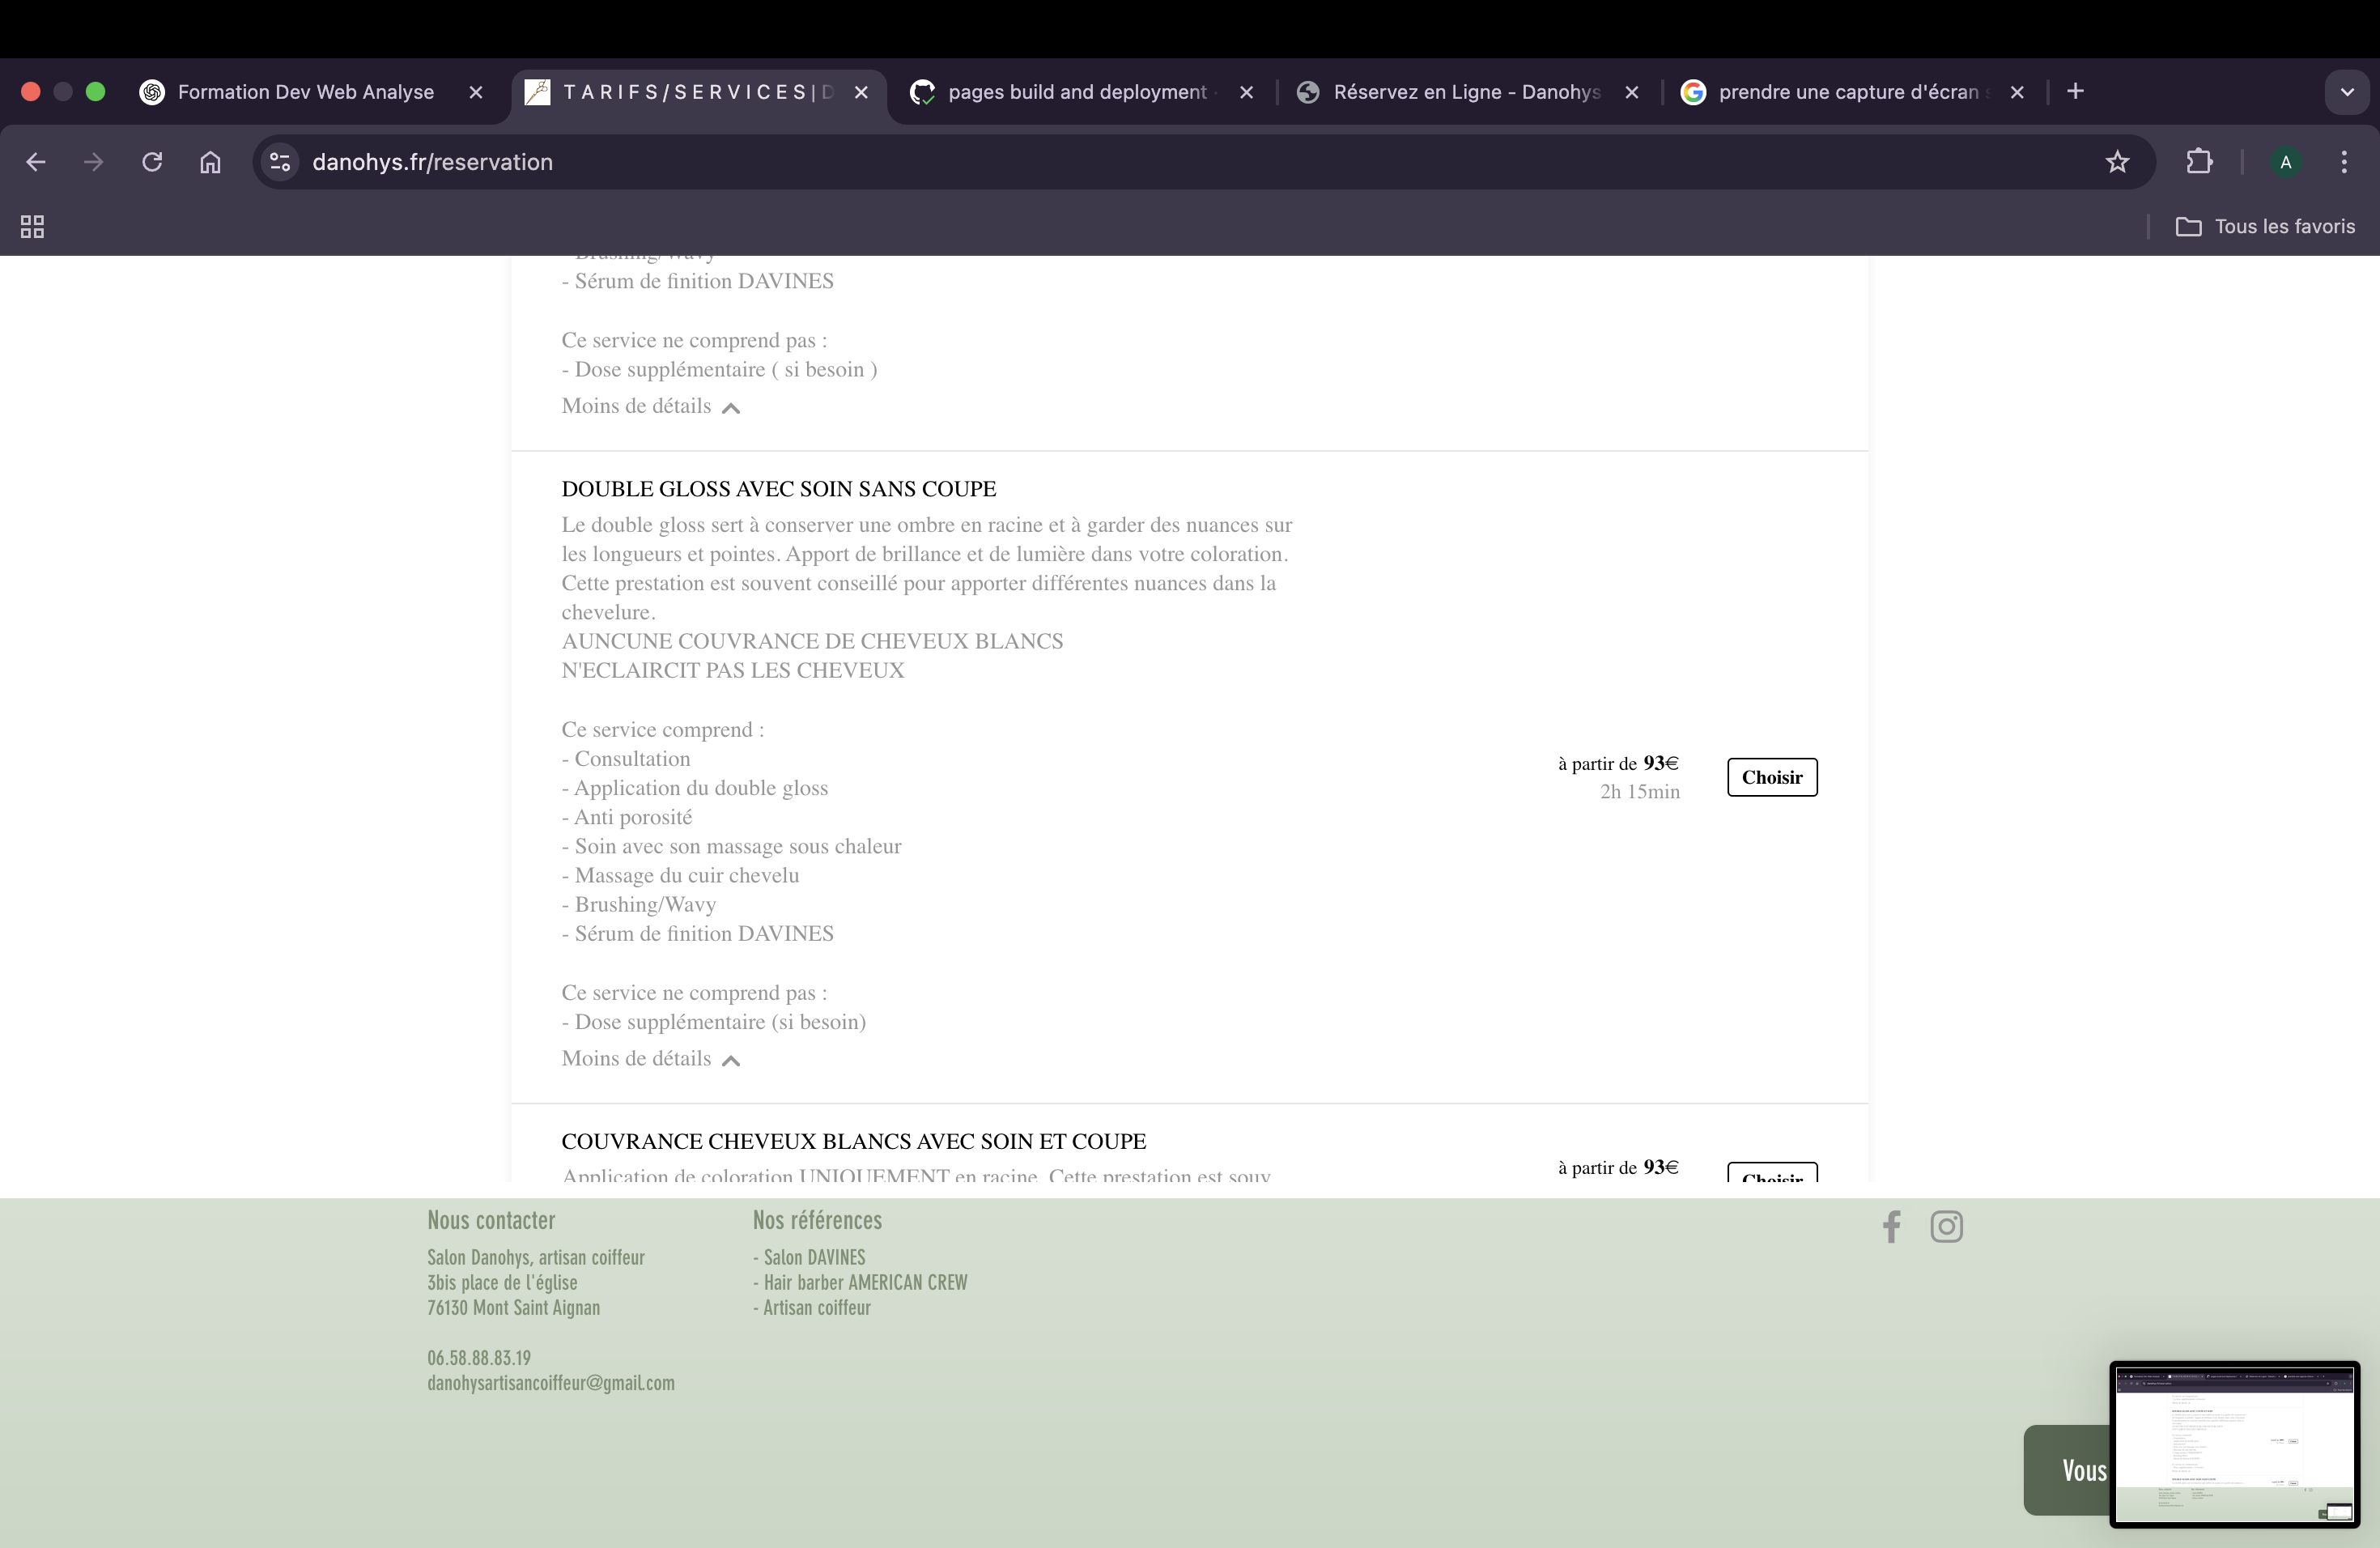 Formation Dev Web Analyse
T A R I F S / S E R V I C E S | D
pages build and deployment ·
Réservez en Ligne - Danohys
prendre une capture d'écran s
danohys.fr/reservation
A
Tous les favoris
- Brushing/Wavy
- Sérum de finition DAVINES
Ce service ne comprend pas :
- Dose supplémentaire ( si besoin )
Moins de détails
DOUBLE GLOSS AVEC SOIN SANS COUPE
Le double gloss sert à conserver une ombre en racine et à garder des nuances sur
les longueurs et pointes. Apport de brillance et de lumière dans votre coloration.
Cette prestation est souvent conseillé pour apporter différentes nuances dans la
chevelure.
AUNCUNE COUVRANCE DE CHEVEUX BLANCS
N'ECLAIRCIT PAS LES CHEVEUX
Ce service comprend :
- Consultation
- Application du double gloss
- Anti porosité
- Soin avec son massage sous chaleur
- Massage du cuir chevelu
- Brushing/Wavy
- Sérum de finition DAVINES
à partir de 93€
2h 15min
Choisir
Ce service ne comprend pas :
- Dose supplémentaire (si besoin)
Moins de détails
COUVRANCE CHEVEUX BLANCS AVEC SOIN ET COUPE
Application de coloration UNIQUEMENT en racine. Cette prestation est souv
à partir de 93€
Choisir
Nous contacter
Salon Danohys, artisan coiffeur
3bis place de l'église
76130 Mont Saint Aignan
06.58.88.83.19
danohysartisancoiffeur@gmail.com
Nos références
- Salon DAVINES
- Hair barber AMERICAN CREW
- Artisan coiffeur
Vous